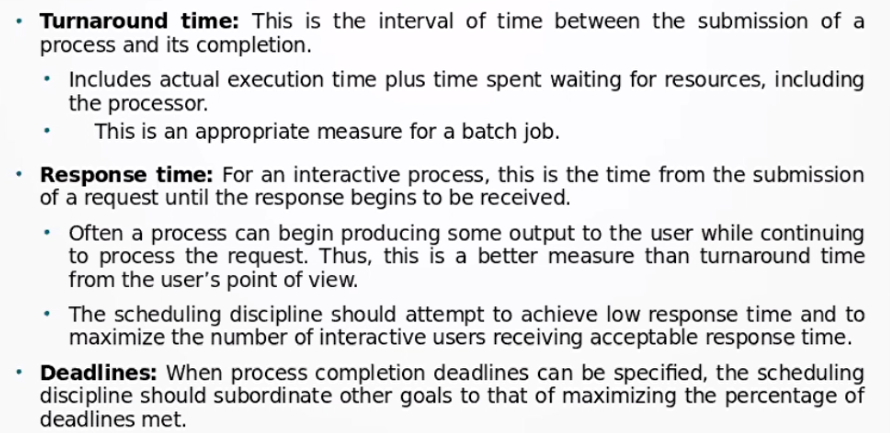 • Turnaround time: This is the interval of time between the submission of a
process and its completion.
• Includes actual execution time plus time spent waiting for resources, including
the processor.
• This is an appropriate measure for a batch job.
• Response time: For an interactive process, this is the time from the submission
of a request until the response begins to be received.
• Often a process can begin producing some output to the user while continuing
to process the request. Thus, this is a better measure than turnaround time
from the user’s point of view.
• The scheduling discipline should attempt to achieve low response time and to
maximize the number of interactive users receiving acceptable response time.
• Deadlines: When process completion deadlines can be specified, the scheduling
discipline should subordinate other goals to that of maximizing the percentage of
deadlines met.